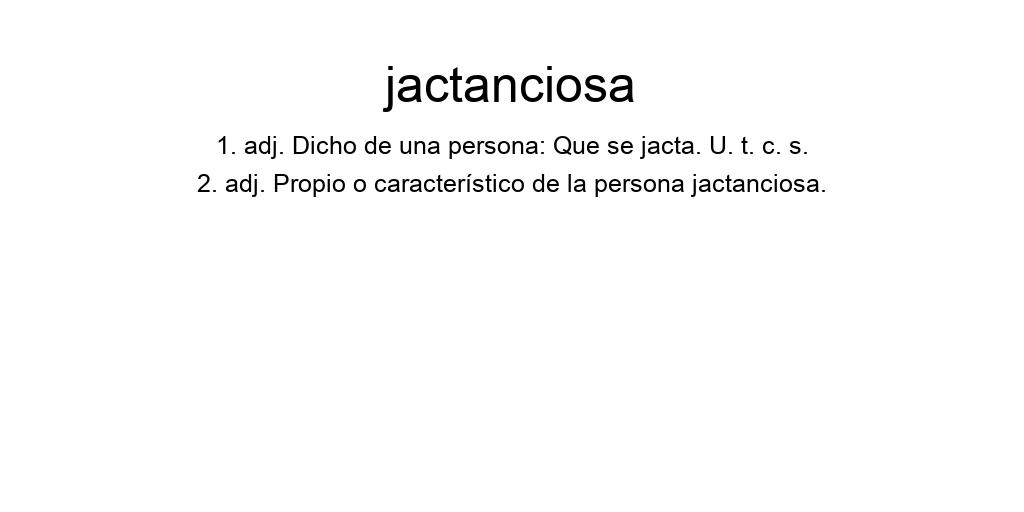 jactanciosa
1. adj. Dicho de una persona: Que se jacta. U. t. c. s.
2. adj. Propio o característico de la persona jactanciosa.